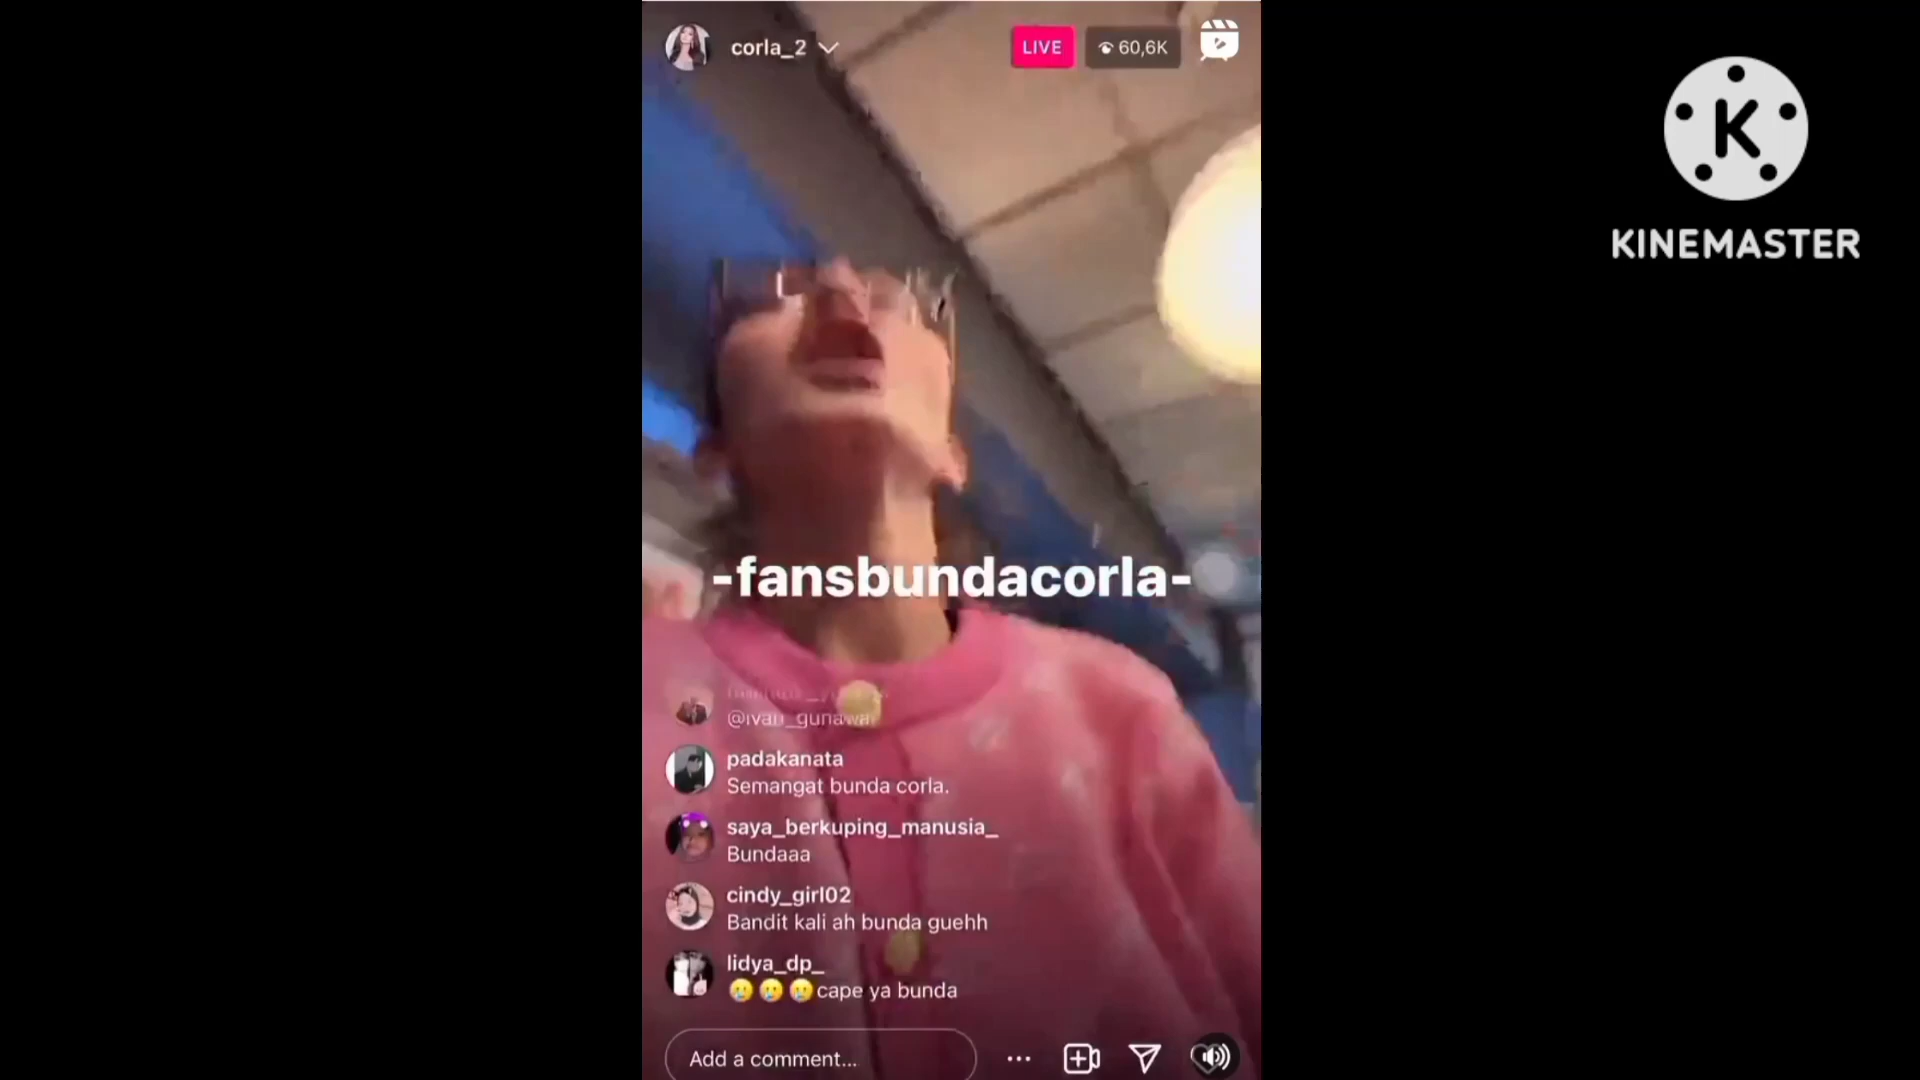 corla_2
LIVE
60,6K
K
KINEMASTER
-fansbundacorla-
@ivan_gunawan
padakanata
Semangat bunda corla.
saya_berkuping_manusia_
Bundaaa
cindy_girl02
Bandit kali ah bunda guehh
lidya_dp_
😢😢😢cape ya bunda
Add a comment...